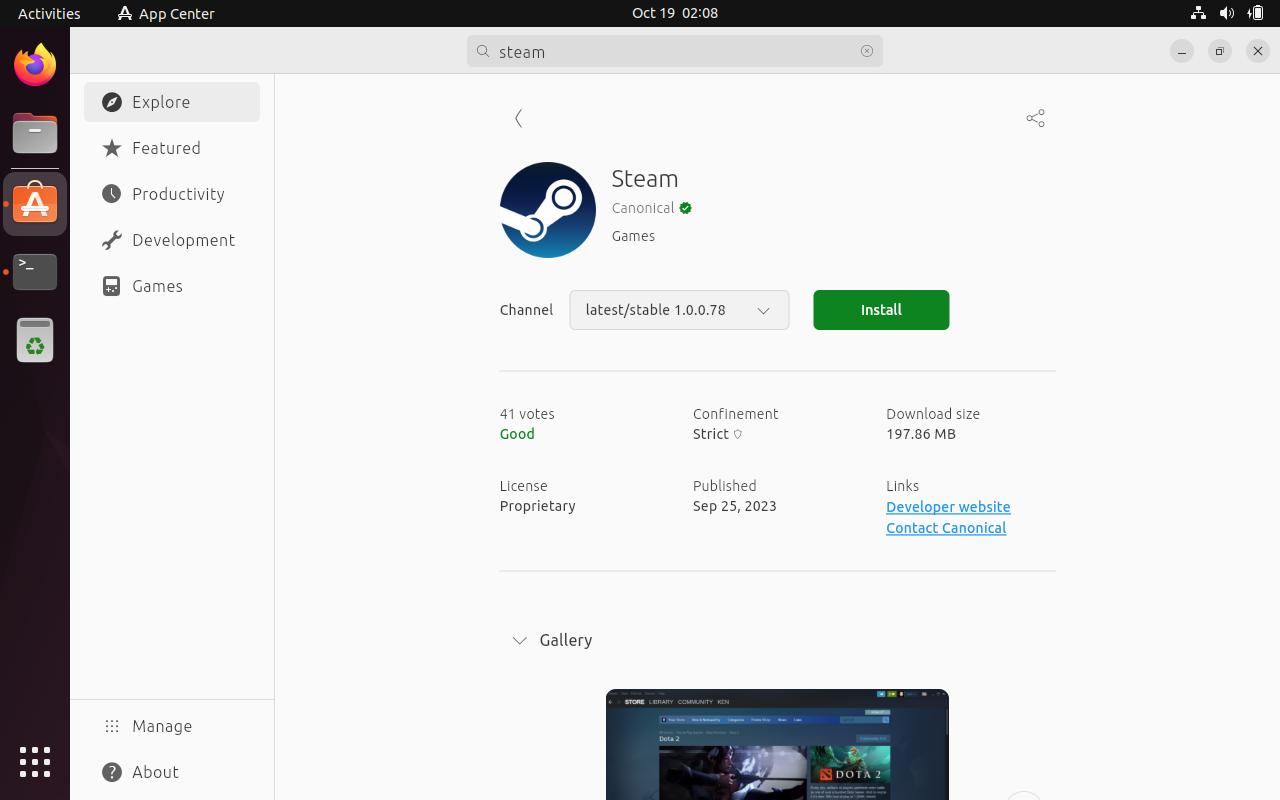 Activities
App Center
Oct 19 02:08
steam
Explore
Featured
Productivity
Development
Games
Manage
About
Steam
Canonical
Games
Channel
latest/stable 1.0.0.78
Install
41 votes
Good
Confinement
Strict
Download size
197.86 MB
License
Proprietary
Published
Sep 25, 2023
Links
Developer website
Contact Canonical
Gallery
STORE LIBRARY COMMUNITY KEN
Dota 2
DOTA 2